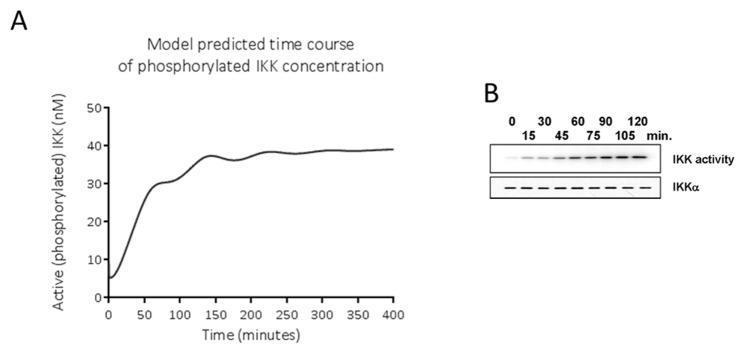 A
Model predicted time course
of phosphorylated IKK concentration
Active (phosphorylated) IKK (nM)
50
40
30
20
10
0
0 50 100 150 200 250 300 350 400
Time (minutes)
B
0 30 60 90 120
15 45 75 105 min.
IKK activity
IKKα